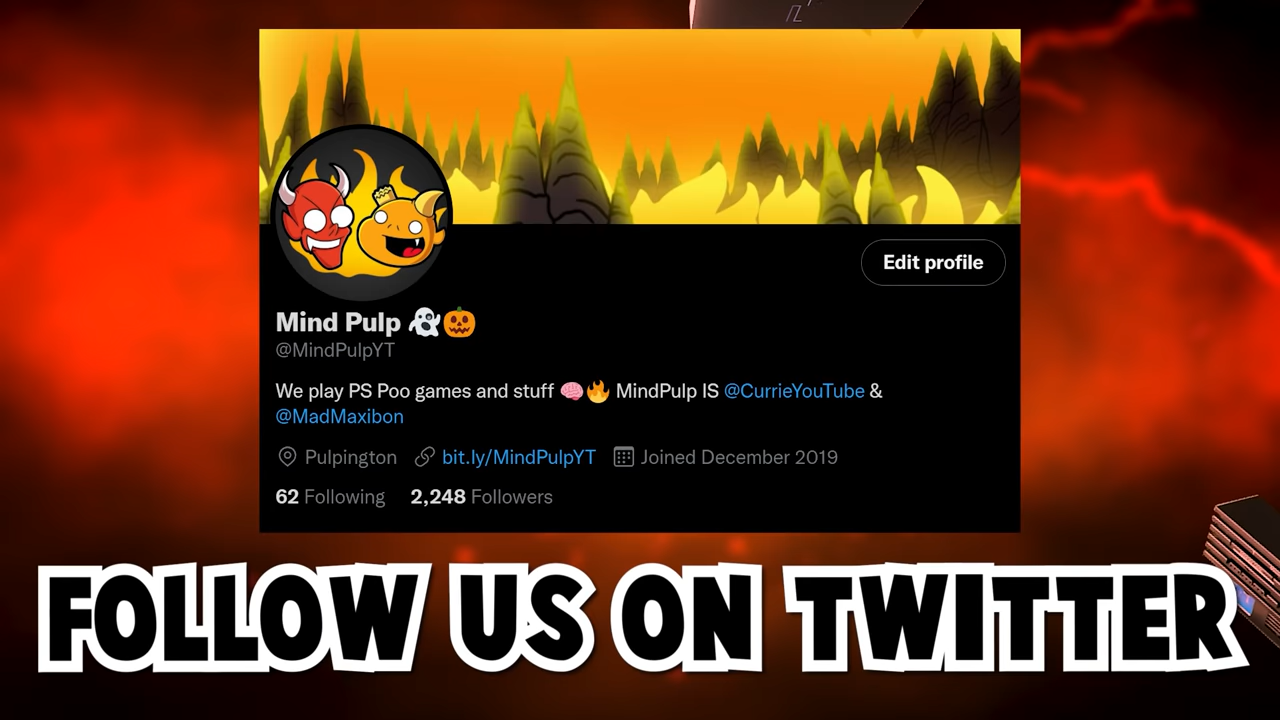 Edit profile
Mind Pulp 👻🎃
@MindPulpYT
We play PS Poo games and stuff 🧠🔥 MindPulp IS @CurrieYouTube &
@MadMaxibon
Pulpington bit.ly/MindPulpYT Joined December 2019
62 Following 2,248 Followers
FOLLOW US ON TWITTER